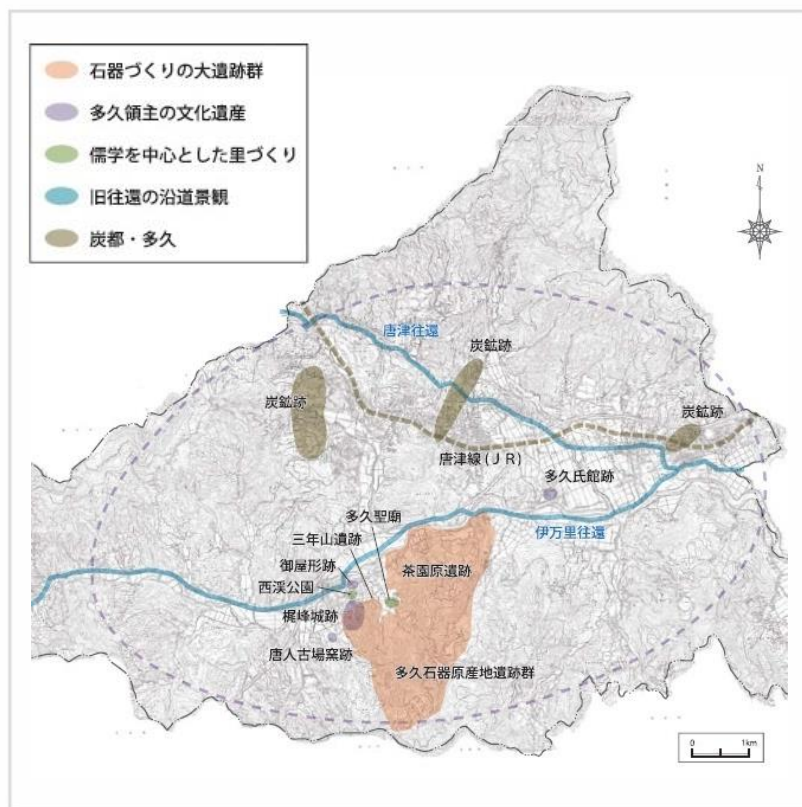 石器づくりの大遺跡群
多久領主の文化遺産
儒学を中心とした里づくり
旧往還の沿道景観
炭都・多久
N
唐津往還
炭鉱跡
炭鉱跡
炭鉱跡
唐津線(JR)
多久氏館跡
多久聖廟
伊万里往還
三年山遺跡
御屋形跡
茶園原遺跡
西渓公園
梶峰城跡
唐人古場窯跡
多久石器原産地遺跡群
0 1km